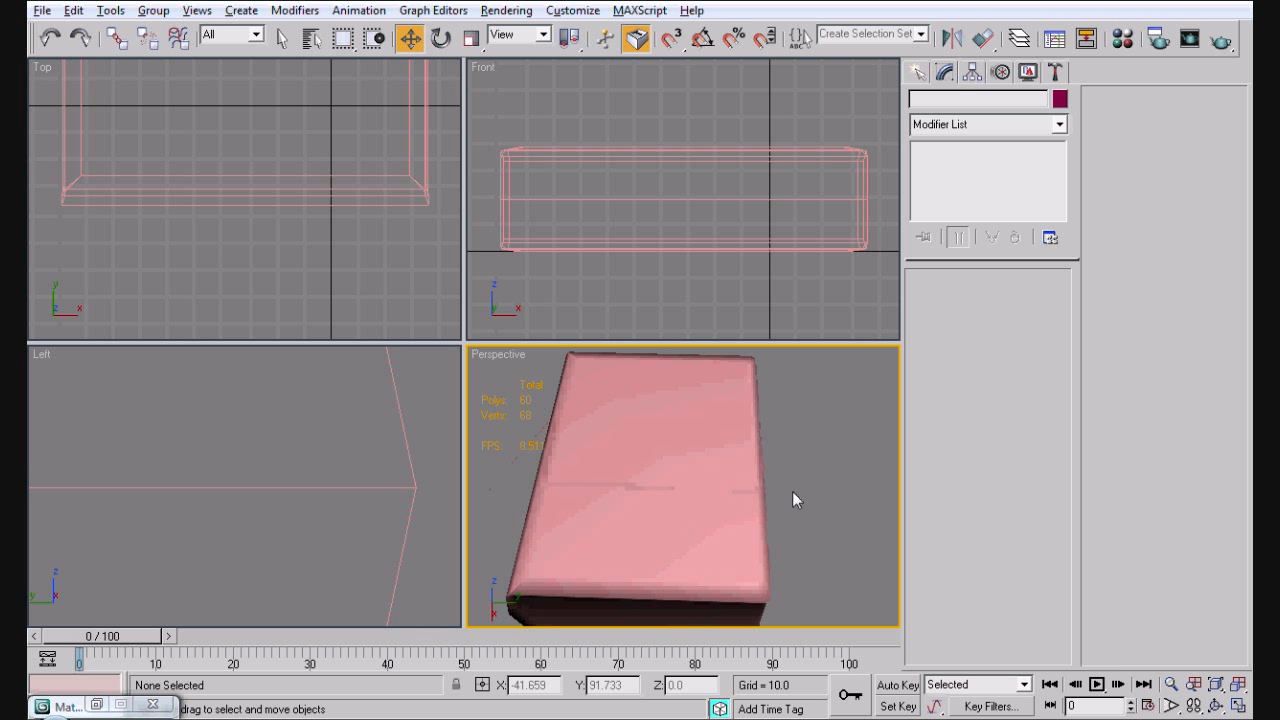 File Edit Tools Group Views Create Modifiers Animation Graph Editors Rendering Customize MAXScript Help
All View Create Selection Set
Top
Front
Modifier List
y
x
z
x
Left
Perspective
Total
Polys: 60
Verts: 68
FPS: 8.511
z
y
x
z
y
x
0 / 100
0 10 20 30 40 50 60 70 80 90 100
None Selected X: -41.659 Y: 91.733 Z: 0.0 Grid = 10.0 Auto Key Selected
Mat... drag to select and move objects Add Time Tag Set Key Key Filters... 0